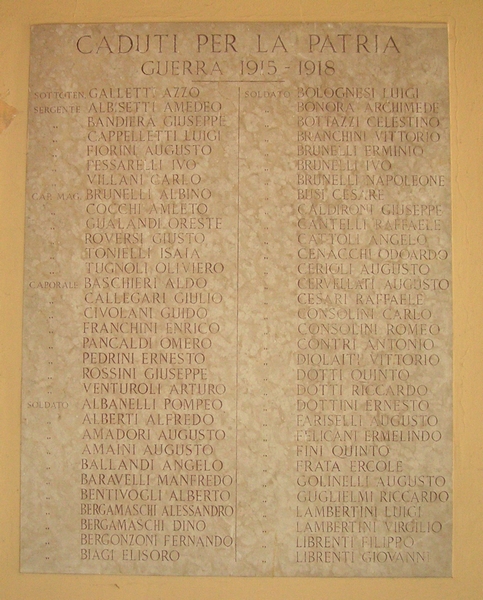 CADUTI PER LA PATRIA
GUERRA 1915-1918
SOTTOTEN. GALLETTI AZZO
SERGENTE ALBISETTI AMEDEO
" BANDIERA GIUSEPPE
" CAPPELLETTI LUIGI
" FIORINI AUGUSTO
" PESSARELLI IVO
" VILLANI CARLO
CAP. MAG. BRUNELLI ALBINO
" COCCHI AMLETO
" GUALANDI ORESTE
" ROVERSI GIUSTO
" TONIELLI ISAIA
" TUGNOLI OLIVIERO
CAPORALE BASCHIERI ALDO
" CALLEGARI GIULIO
" CIVOLANI GUIDO
" FRANCHINI ENRICO
" PANCALDI OMERO
" PEDRINI ERNESTO
" ROSSINI GIUSEPPE
" VENTUROLI ARTURO
SOLDATO ALBANELLI POMPEO
" ALBERTI ALFREDO
" AMADORI AUGUSTO
" AMAINI AUGUSTO
" BALLANDI ANGELO
" BARAVELLI MANFREDO
" BENTIVOGLI ALBERTO
" BERGAMASCHI ALESSANDRO
" BERGAMASCHI DINO
" BERGONZONI FERNANDO
" BIAGI ELISORO
SOLDATO BOLOGNESI LUIGI
" BONORA ARCHIMEDE
" BOTTAZZI CELESTINO
" BRANCHINI VITTORIO
" BRUNELLI ERMINIO
" BRUNELLI IVO
" BRUNELLI NAPOLEONE
" BUSI CESARE
" CALDIRONI GIUSEPPE
" CANTELLI RAFFAELE
" CATTOLI ANGELO
" CENACCHI ODOARDO
" CERIOLI AUGUSTO
" CERVELLATI AUGUSTO
" CESARI RAFFAELE
" CONSOLINI CARLO
" CONSOLINI ROMEO
" CONTRI ANTONIO
" DIOLAITI VITTORIO
" DOTTI QUINTO
" DOTTI RICCARDO
" DOTTINI ERNESTO
" FARISELLI AUGUSTO
" FELICANI ERMELINDO
" FINI QUINTO
" FRATA ERCOLE
" GOLINELLI AUGUSTO
" GUGLIELMI RICCARDO
" LAMBERTINI LUIGI
" LAMBERTINI VIRGILIO
" LIBRENTI FILIPPO
" LIBRENTI GIOVANNI